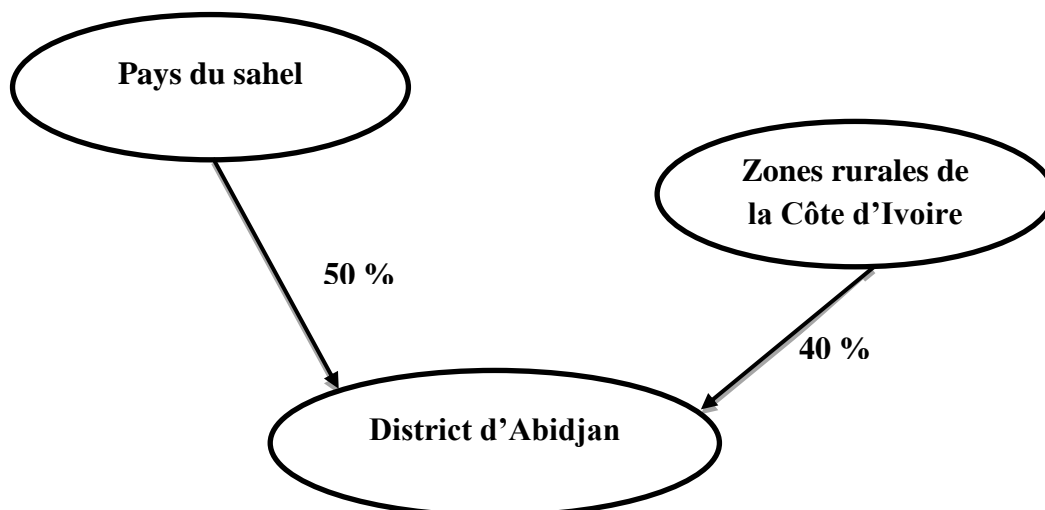 Pays du sahel
Zones rurales de
la Côte d’Ivoire
50 %
40 %
District d’Abidjan